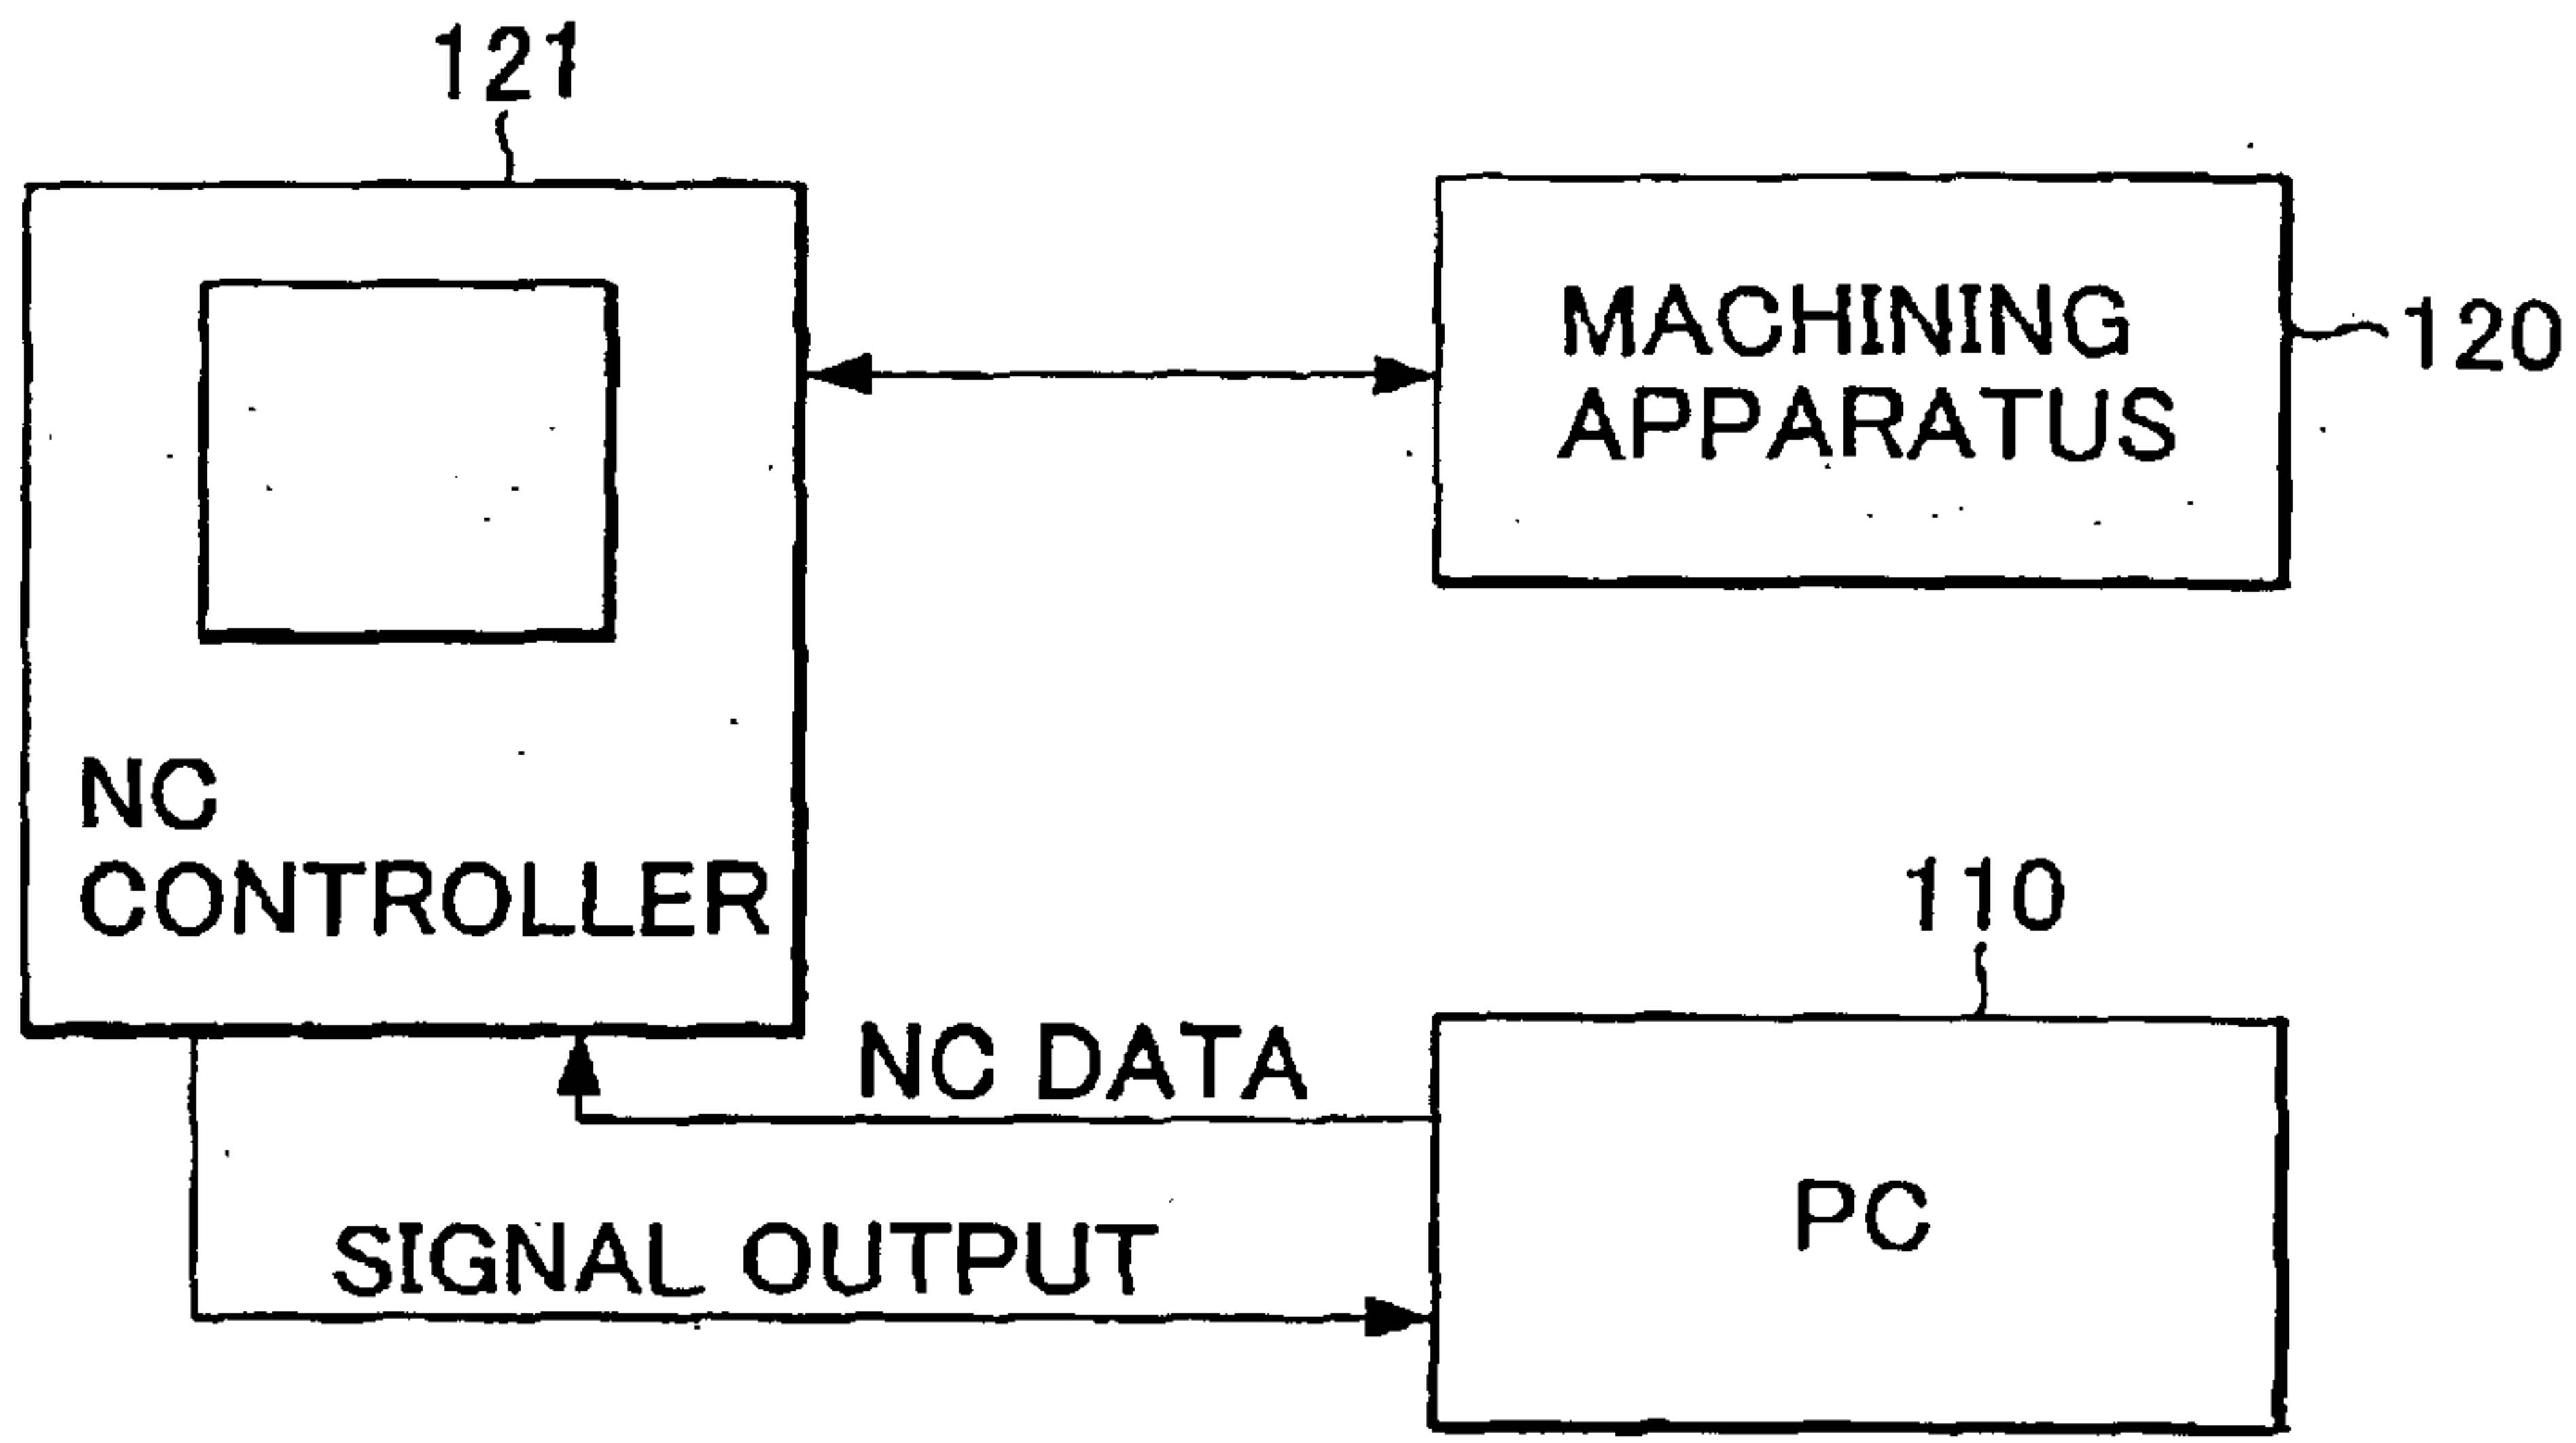 121
MACHINING
APPARATUS
120
NC
CONTROLLER
110
NC DATA
PC
SIGNAL OUTPUT